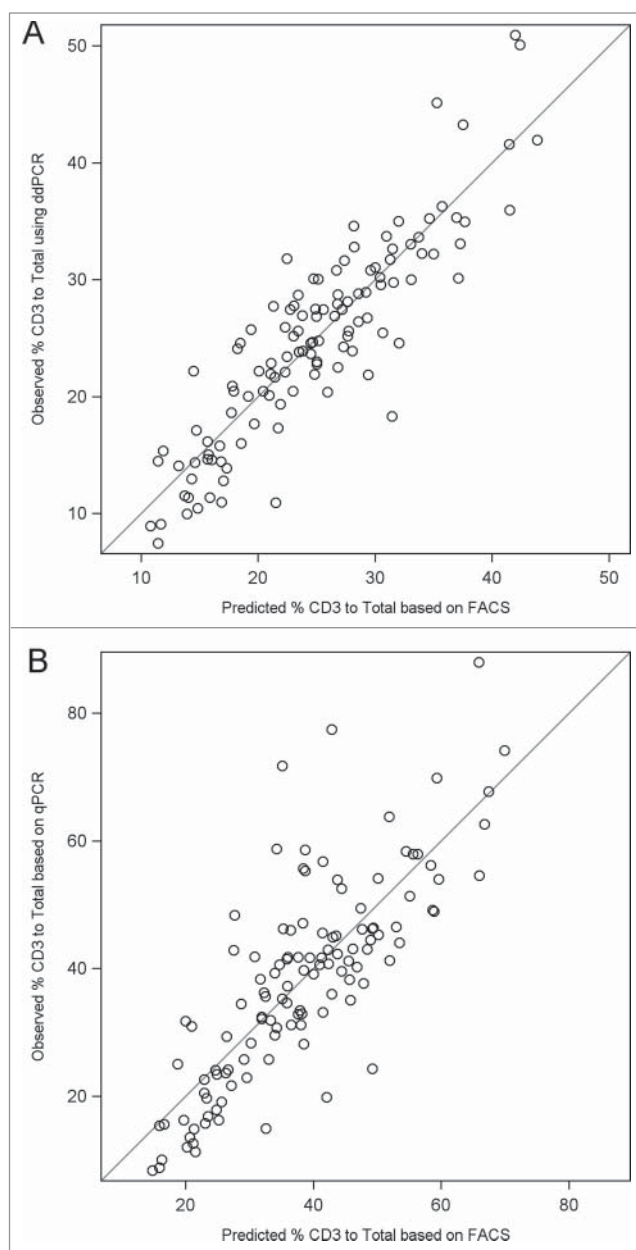 A
50
40
30
20
10
Observed % CD3 to Total using ddPCR
10 20 30 40 50
Predicted % CD3 to Total based on FACS
B
80
60
40
20
Observed % CD3 to Total based on qPCR
20 40 60 80
Predicted % CD3 to Total based on FACS